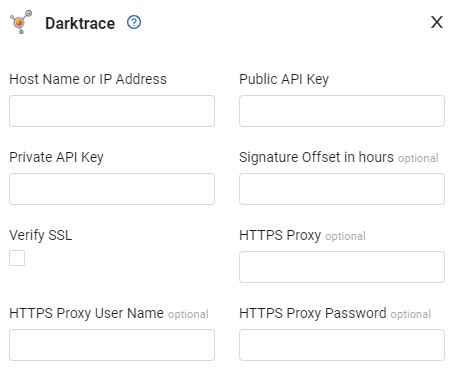 Darktrace
X
Host Name or IP Address
Public API Key
Private API Key
Signature Offset in hours optional
Verify SSL
HTTPS Proxy optional
HTTPS Proxy User Name optional
HTTPS Proxy Password optional